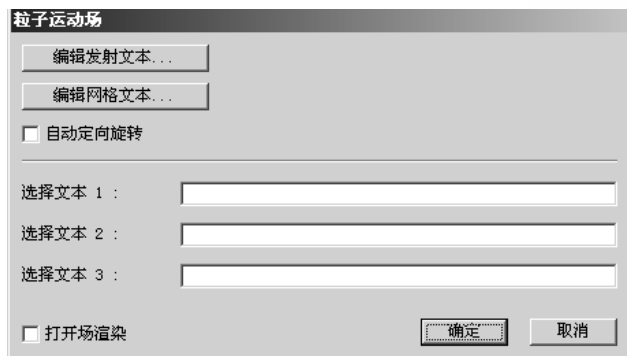 粒子运动场
编辑发射文本...
编辑网格文本...
自动定向旋转
选择文本 1 :
选择文本 2 :
选择文本 3 :
打开场渲染
确定
取消